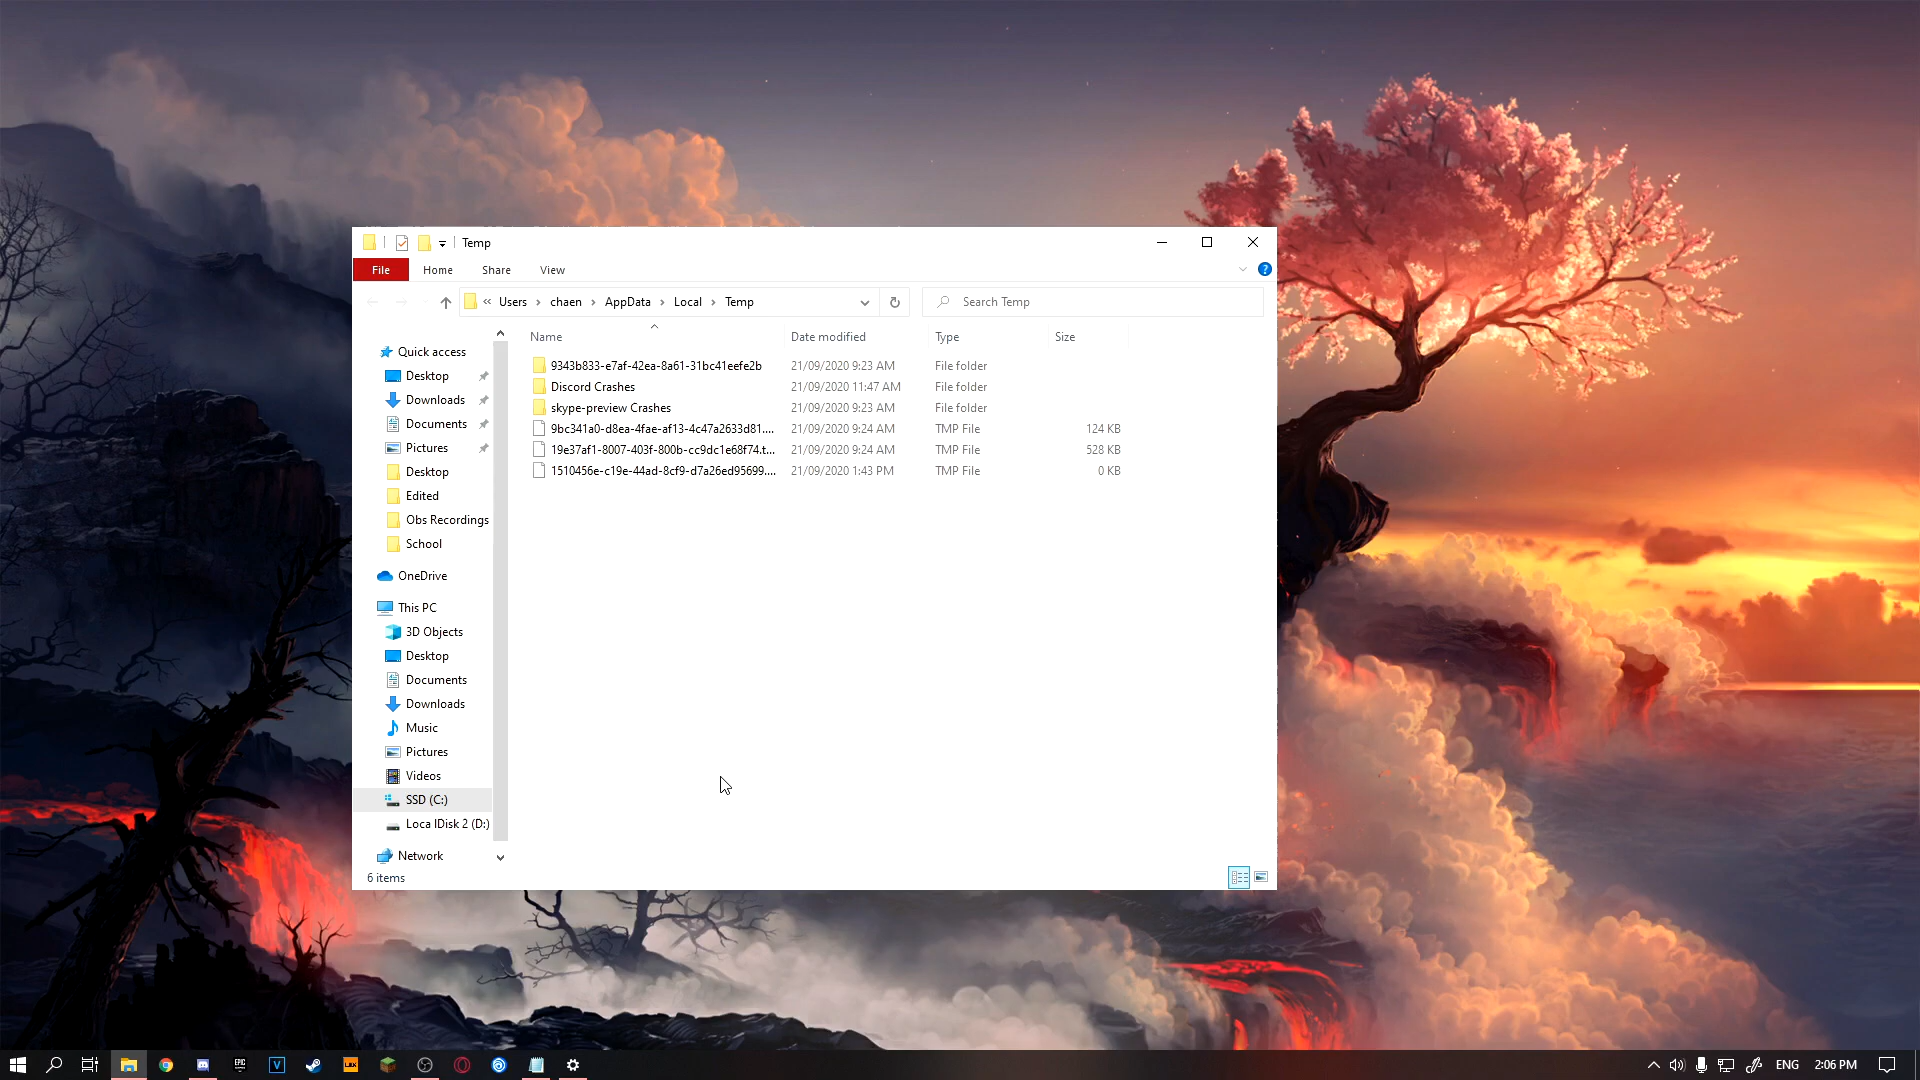 Temp
File Home Share View
« Users › chaen › AppData › Local › Temp
Search Temp
Name Date modified Type Size
9343b833-e7af-42ea-8a61-31bc41eefe2b 21/09/2020 9:23 AM File folder
Discord Crashes 21/09/2020 11:47 AM File folder
skype-preview Crashes 21/09/2020 9:23 AM File folder
9bc341a0-d8ea-4fae-af13-4c47a2633d81.... 21/09/2020 9:24 AM TMP File 124 KB
19e37af1-8007-403f-800b-cc9dc1e68f74.t... 21/09/2020 9:24 AM TMP File 528 KB
1510456e-c19e-44ad-8cf9-d7a26ed95699.... 21/09/2020 1:43 PM TMP File 0 KB
Quick access
Desktop
Downloads
Documents
Pictures
Desktop
Edited
Obs Recordings
School
OneDrive
This PC
3D Objects
Desktop
Documents
Downloads
Music
Pictures
Videos
SSD (C:)
Loca lDisk 2 (D:)
Network
6 items
EPIC
V
ENG
2:06 PM